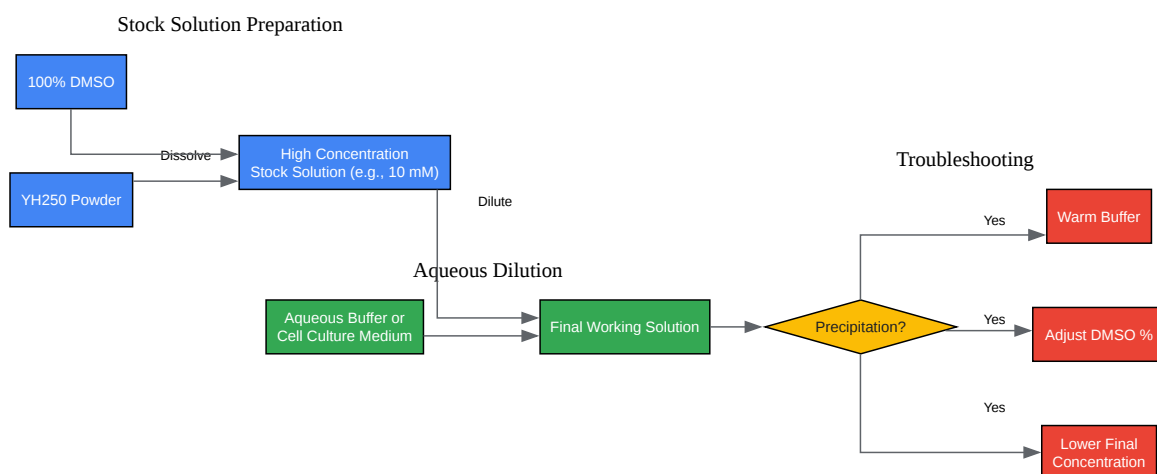 Stock Solution Preparation
100% DMSO
Dissolve
High Concentration
Stock Solution (e.g., 10 mM)
YH250 Powder
Dilute
Aqueous Dilution
Aqueous Buffer or
Cell Culture Medium
Final Working Solution
Precipitation?
Troubleshooting
Yes
Warm Buffer
Yes
Adjust DMSO %
Yes
Lower Final
Concentration